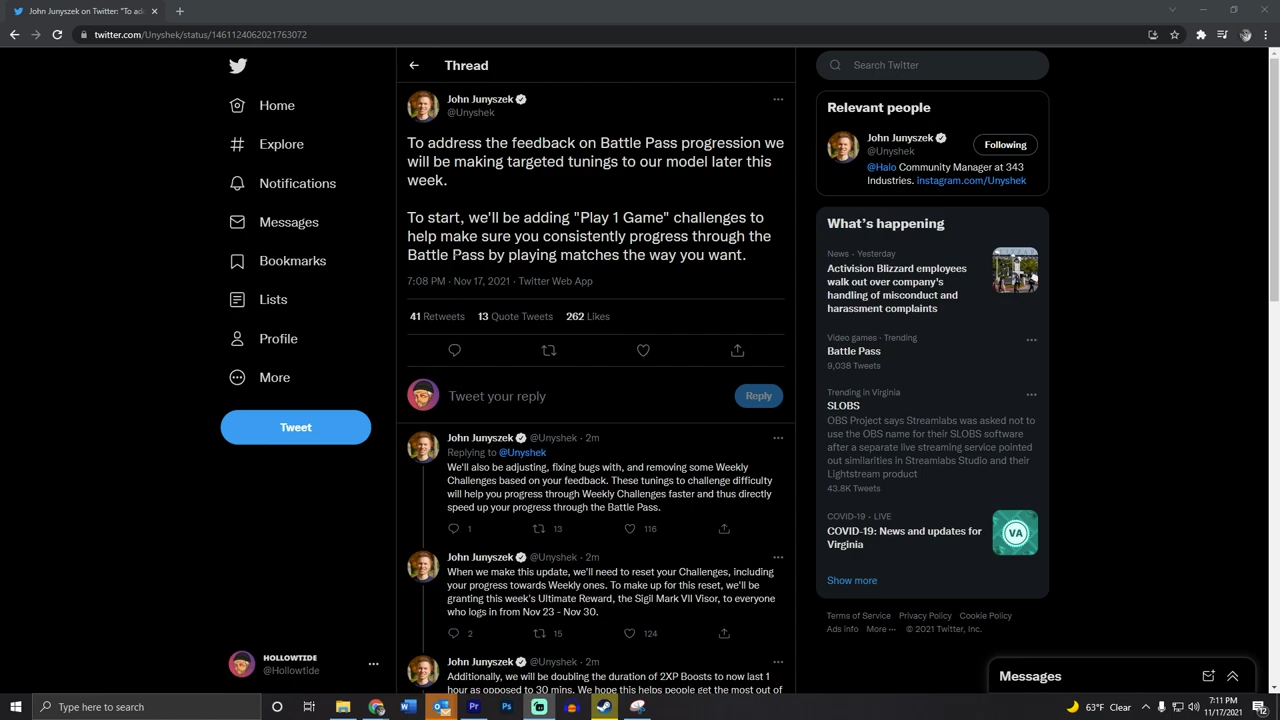 John Junyszek on Twitter: "To add
twitter.com/Unyshek/status/1461124062021763072
Home
Explore
Notifications
Messages
Bookmarks
Lists
Profile
More
Tweet
HOLLOWTIDE
@Hollowtide
Thread
John Junyszek
@Unyshek
To address the feedback on Battle Pass progression we
will be making targeted tunings to our model later this
week.
To start, we'll be adding "Play 1 Game" challenges to
help make sure you consistently progress through the
Battle Pass by playing matches the way you want.
7:08 PM · Nov 17, 2021 · Twitter Web App
41 Retweets 13 Quote Tweets 262 Likes
Tweet your reply
Reply
John Junyszek @Unyshek · 2m
Replying to @Unyshek
We'll also be adjusting, fixing bugs with, and removing some Weekly
Challenges based on your feedback. These tunings to challenge difficulty
will help you progress through Weekly Challenges faster and thus directly
speed up your progress through the Battle Pass.
1 13 116
John Junyszek @Unyshek · 2m
When we make this update, we'll need to reset your Challenges, including
your progress towards Weekly ones. To make up for this reset, we'll be
granting this week's Ultimate Reward, the Sigil Mark VII Visor, to everyone
who logs in from Nov 23 - Nov 30.
2 15 124
John Junyszek @Unyshek · 2m
Additionally, we will be doubling the duration of 2XP Boosts to now last 1
hour as opposed to 30 mins. We hope this helps people get the most out of
Search Twitter
Relevant people
John Junyszek
@Unyshek
Following
@Halo Community Manager at 343
Industries. instagram.com/Unyshek
What's happening
News · Yesterday
Activision Blizzard employees
walk out over company's
handling of misconduct and
harassment complaints
Video games · Trending
Battle Pass
9,038 Tweets
Trending in Virginia
SLOBS
OBS Project says Streamlabs was asked not to
use the OBS name for their SLOBS software
after a separate live streaming service pointed
out similarities in Streamlabs Studio and their
Lightstream product
43.8K Tweets
COVID-19 · LIVE
COVID-19: News and updates for
Virginia
VA
Show more
Terms of Service Privacy Policy Cookie Policy
Ads info More ··· © 2021 Twitter, Inc.
Messages
Type here to search
W
Pr
Ps
63°F Clear
7:11 PM
11/17/2021
12